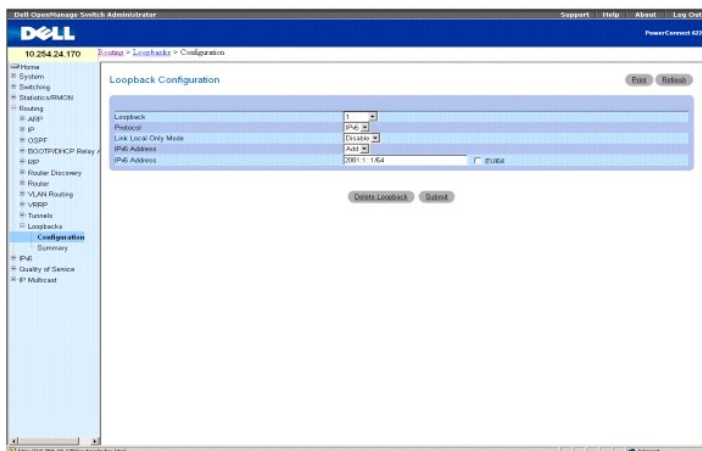 Dell OpenManage Switch Administrator
Support Help About Log Out
DELL
PowerConnect 622
10.254.24.170
Routing > Loopbacks > Configuration
Home
System
Switching
Statistics/RMON
Routing
ARP
IP
OSPF
BOOTP/DHCP Relay A
RIP
Router Discovery
Router
VLAN Routing
VRRP
Tunnels
Loopbacks
Configuration
Summary
IPv6
Quality of Service
IP Multicast
Loopback Configuration
Print Refresh
Loopback 1
Protocol IPv6
Link Local Only Mode Disable
IPv6 Address Add
IPv6 Address 2001:1::1/64 EUI64
Delete Loopback Submit